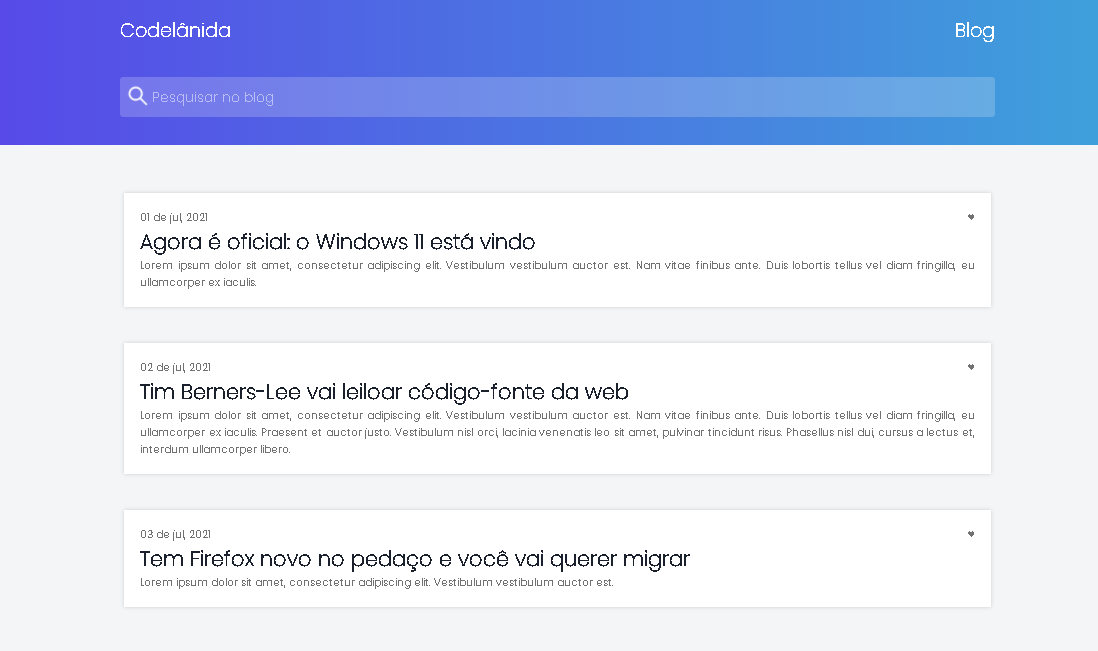 Codelânida
Blog
Pesquisar no blog
01 de jul, 2021
Agora é oficial: o Windows 11 está vindo
Lorem ipsum dolor sit amet, consectetur adipiscing elit. Vestibulum vestibulum auctor est. Nam vitae finibus ante. Duis lobortis tellus vel diam fringilla, eu
ullamcorper ex iaculis.
02 de jul, 2021
Tim Berners-Lee vai leiloar código-fonte da web
Lorem ipsum dolor sit amet, consectetur adipiscing elit. Vestibulum vestibulum auctor est. Nam vitae finibus ante. Duis lobortis tellus vel diam fringilla, eu
ullamcorper ex iaculis. Praesent et auctor justo. Vestibulum nisl orci, lacinia venenatis leo sit amet, pulvinar tincidunt risus. Phasellus nisl dui, cursus a lectus et,
interdum ullamcorper libero.
03 de jul, 2021
Tem Firefox novo no pedaço e você vai querer migrar
Lorem ipsum dolor sit amet, consectetur adipiscing elit. Vestibulum vestibulum auctor est.